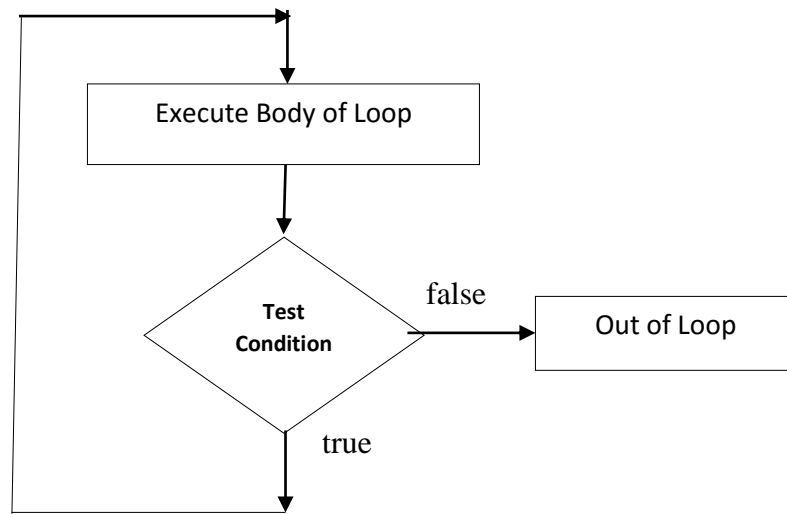 Execute Body of Loop
Test
Condition
false
Out of Loop
true